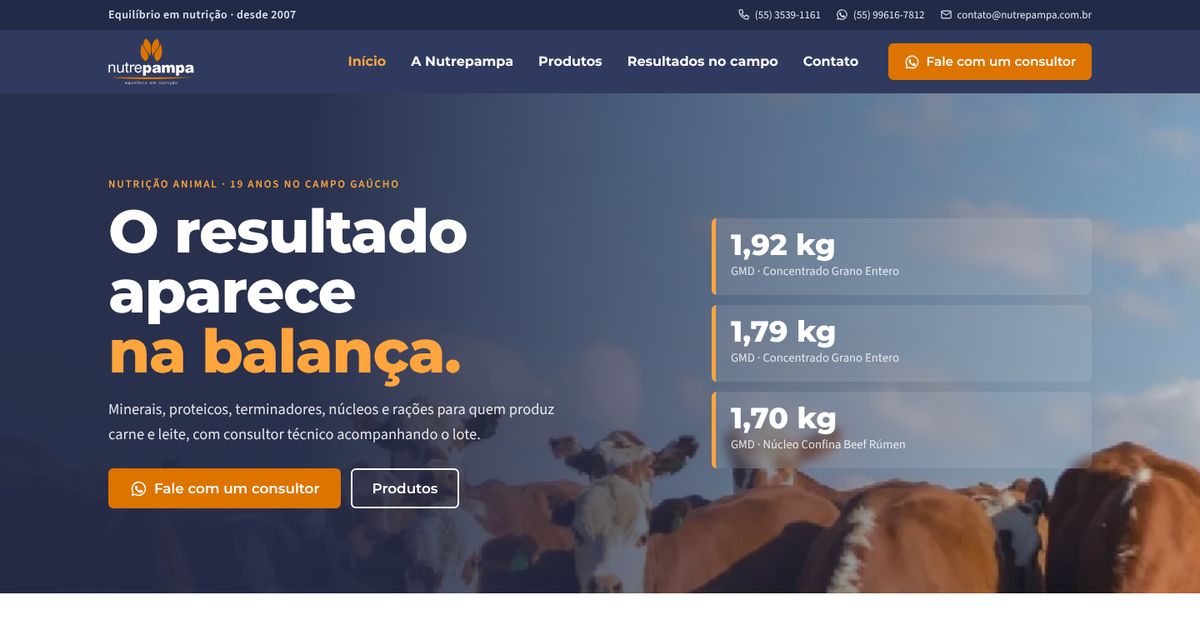 Equilíbrio em nutrição · desde 2007
(55) 3539-1161
(55) 99616-7812
contato@nutrepampa.com.br
nutrepampa
equilíbrio em nutrição
Início
A Nutrepampa
Produtos
Resultados no campo
Contato
Fale com um consultor
NUTRIÇÃO ANIMAL · 19 ANOS NO CAMPO GAÚCHO
O resultado
aparece
na balança.
Minerais, proteicos, terminadores, núcleos e rações para quem produz
carne e leite, com consultor técnico acompanhando o lote.
Fale com um consultor
Produtos
1,92 kg
GMD · Concentrado Grano Entero
1,79 kg
GMD · Concentrado Grano Entero
1,70 kg
GMD · Núcleo Confina Beef Rúmen